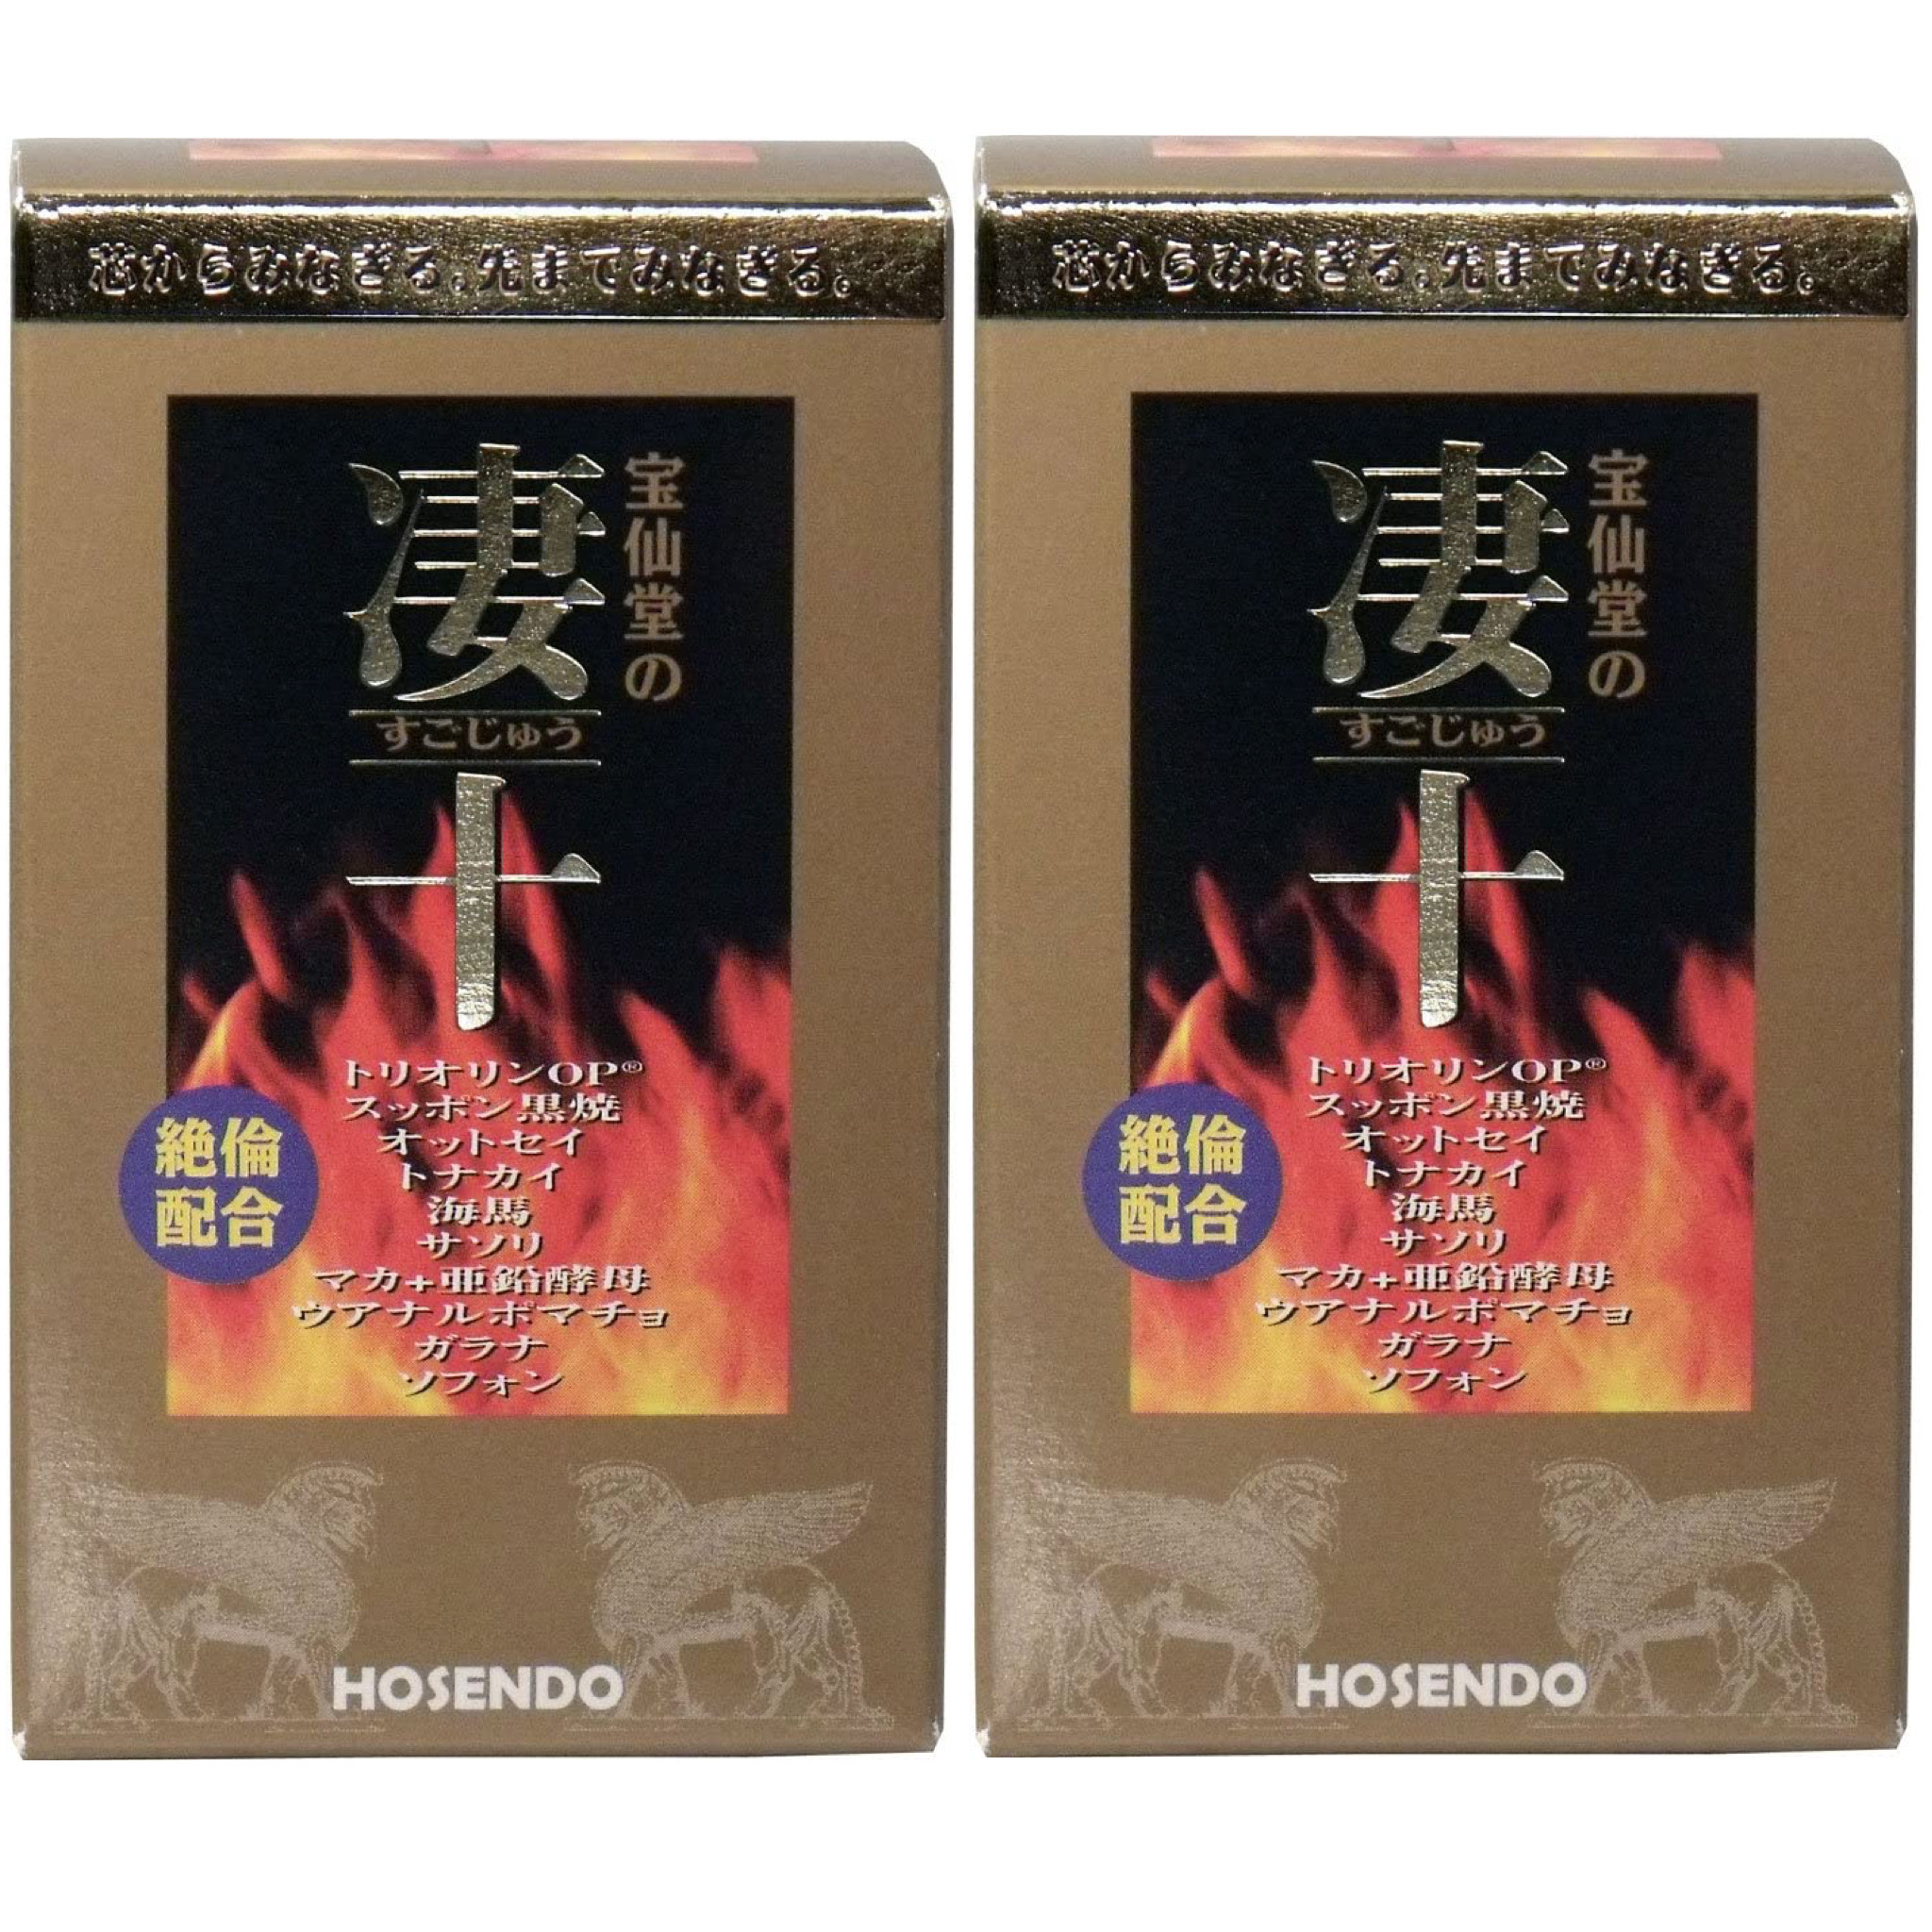 芯からみなぎる。先までみなぎる。
宝仙堂の
凄
すごじゅう
十
トリオリンOP®
スッポン黒焼
オットセイ
トナカイ
海馬
サソリ
マカ+亜鉛酵母
ウアナルポマチョ
ガラナ
ソフォン
絶倫
配合
HOSENDO
芯からみなぎる。先までみなぎる。
宝仙堂の
凄
すごじゅう
十
トリオリンOP®
スッポン黒焼
オットセイ
トナカイ
海馬
サソリ
マカ+亜鉛酵母
ウアナルポマチョ
ガラナ
ソフォン
絶倫
配合
HOSENDO